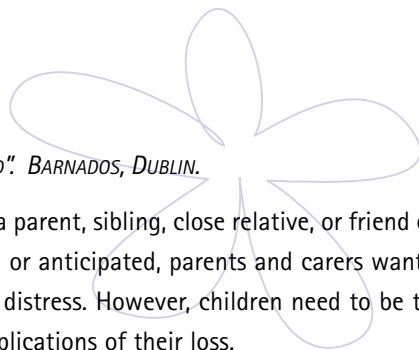 ". BARNADOS, DUBLIN.
a parent, sibling, close relative, or friend
or anticipated, parents and carers want
distress. However, children need to be
plications of their loss.